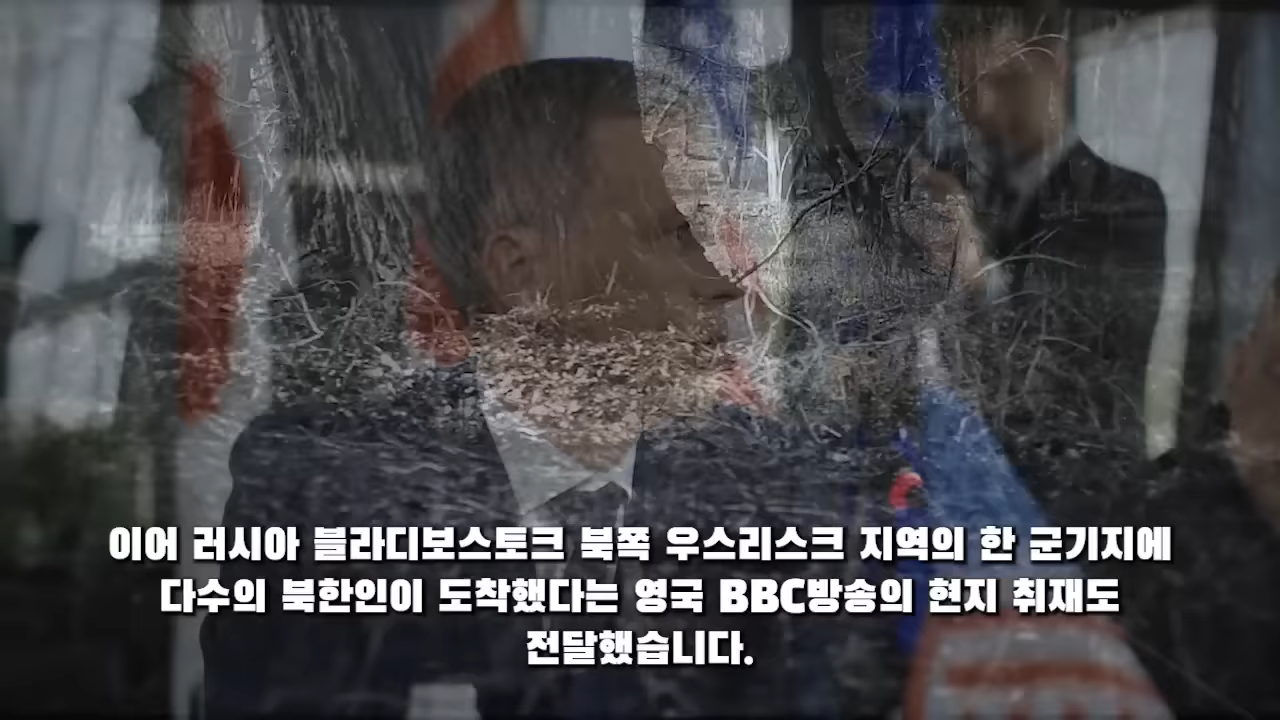 이어 러시아 블라디보스토크 북쪽 우스리스크 지역의 한 군기지에
다수의 북한인이 도착했다는 영국 BBC방송의 현지 취재도
전달했습니다.